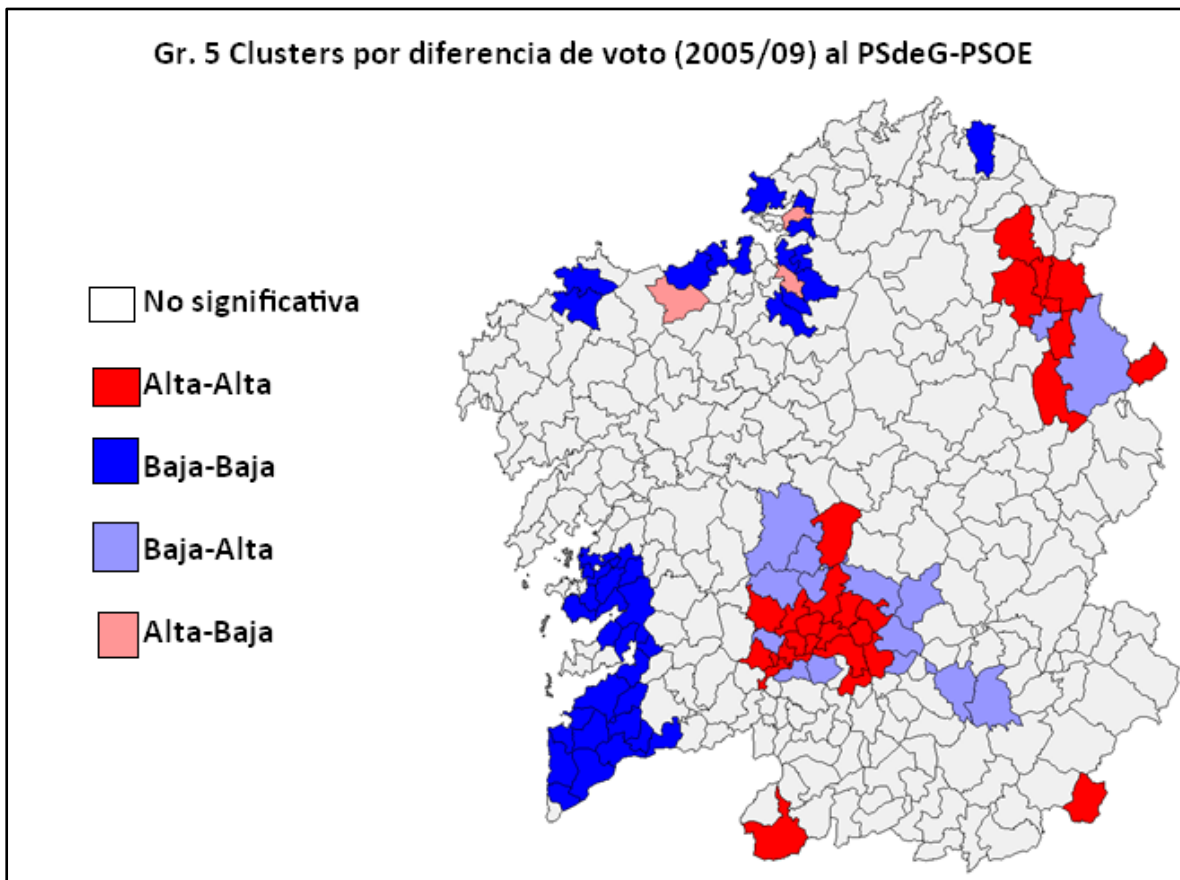 Gr. 5 Clusters por diferencia de voto (2005/09) al PSdeG-PSOE
No significativa
Alta-Alta
Baja-Baja
Baja-Alta
Alta-Baja